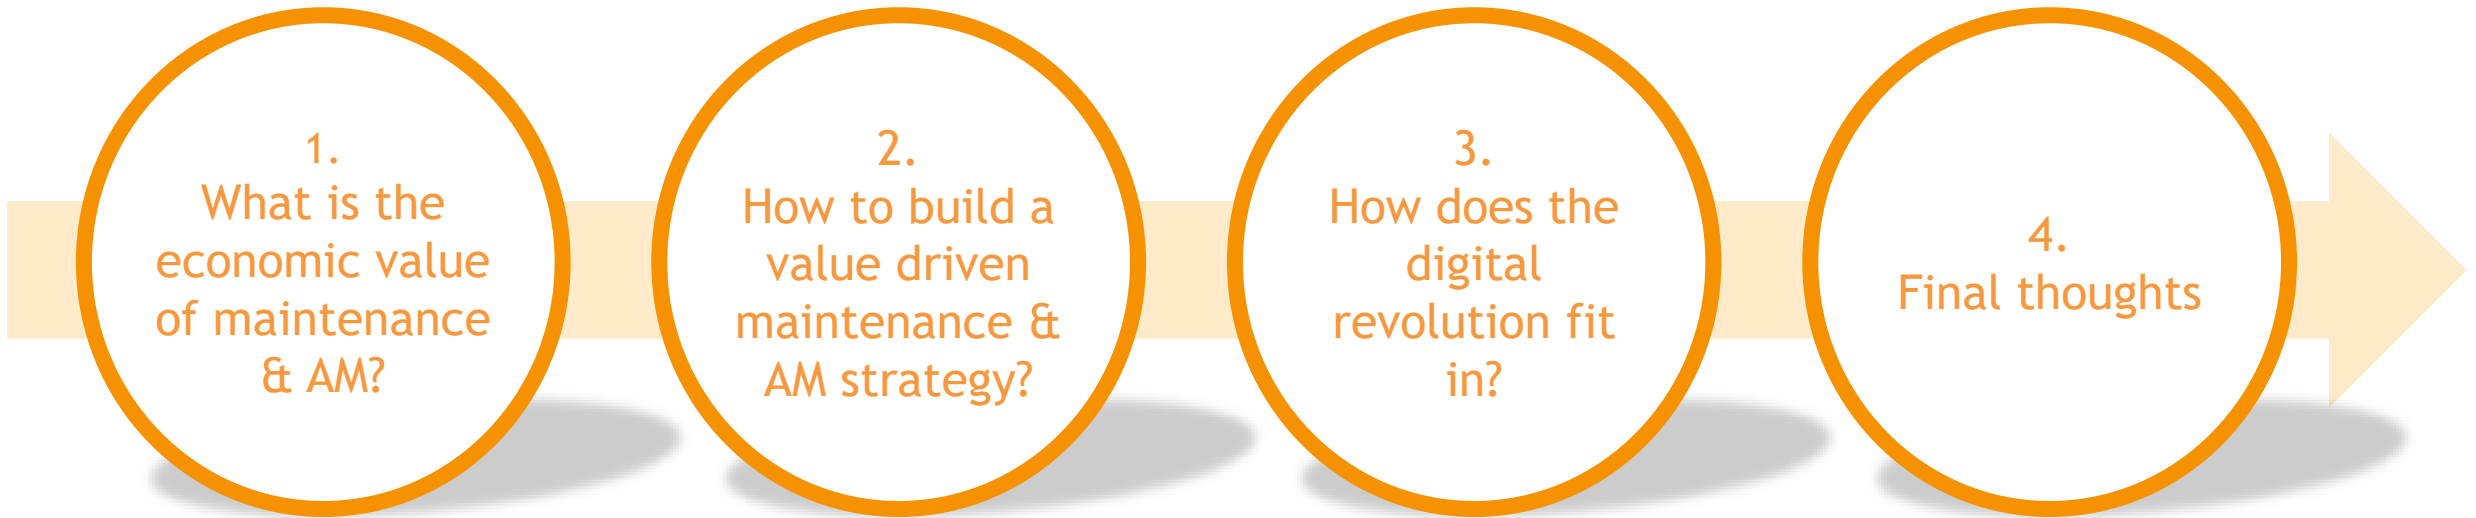 1.
What is the
economic value
of maintenance
& AM?
2.
How to build a
value driven
maintenance &
AM strategy?
3.
How does the
digital
revolution fit
in?
4.
Final thoughts